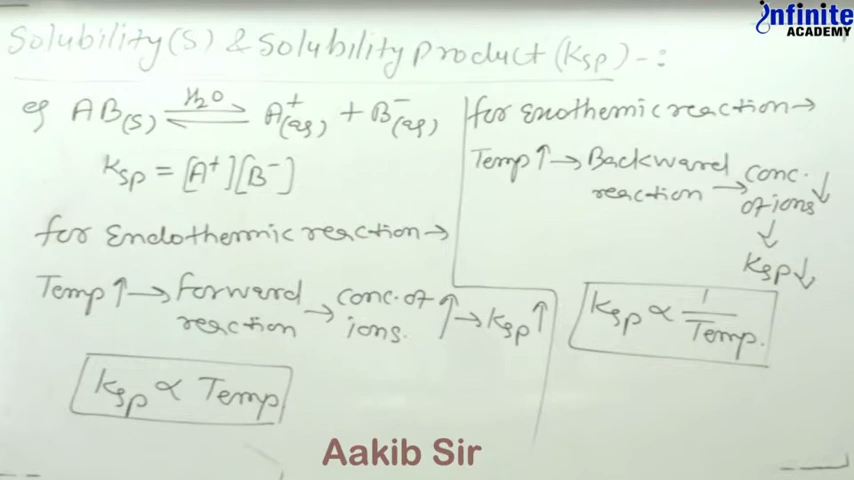 Solubility(S) & Solubility Product (Ksp) -:
infinite
ACADEMY
eg AB(s) ⇌ H₂O A⁺(aq) + B⁻(aq)
Ksp = [A⁺][B⁻]
for Endothermic reaction →
Temp ↑ → forward reaction → conc. of ions. ↑ → Ksp ↑
Ksp ∝ Temp
for Exothemic reaction →
Temp ↑ → Backward reaction → conc. of ions ↓
↓
Ksp ↓
Ksp ∝ 1/Temp.
Aakib Sir